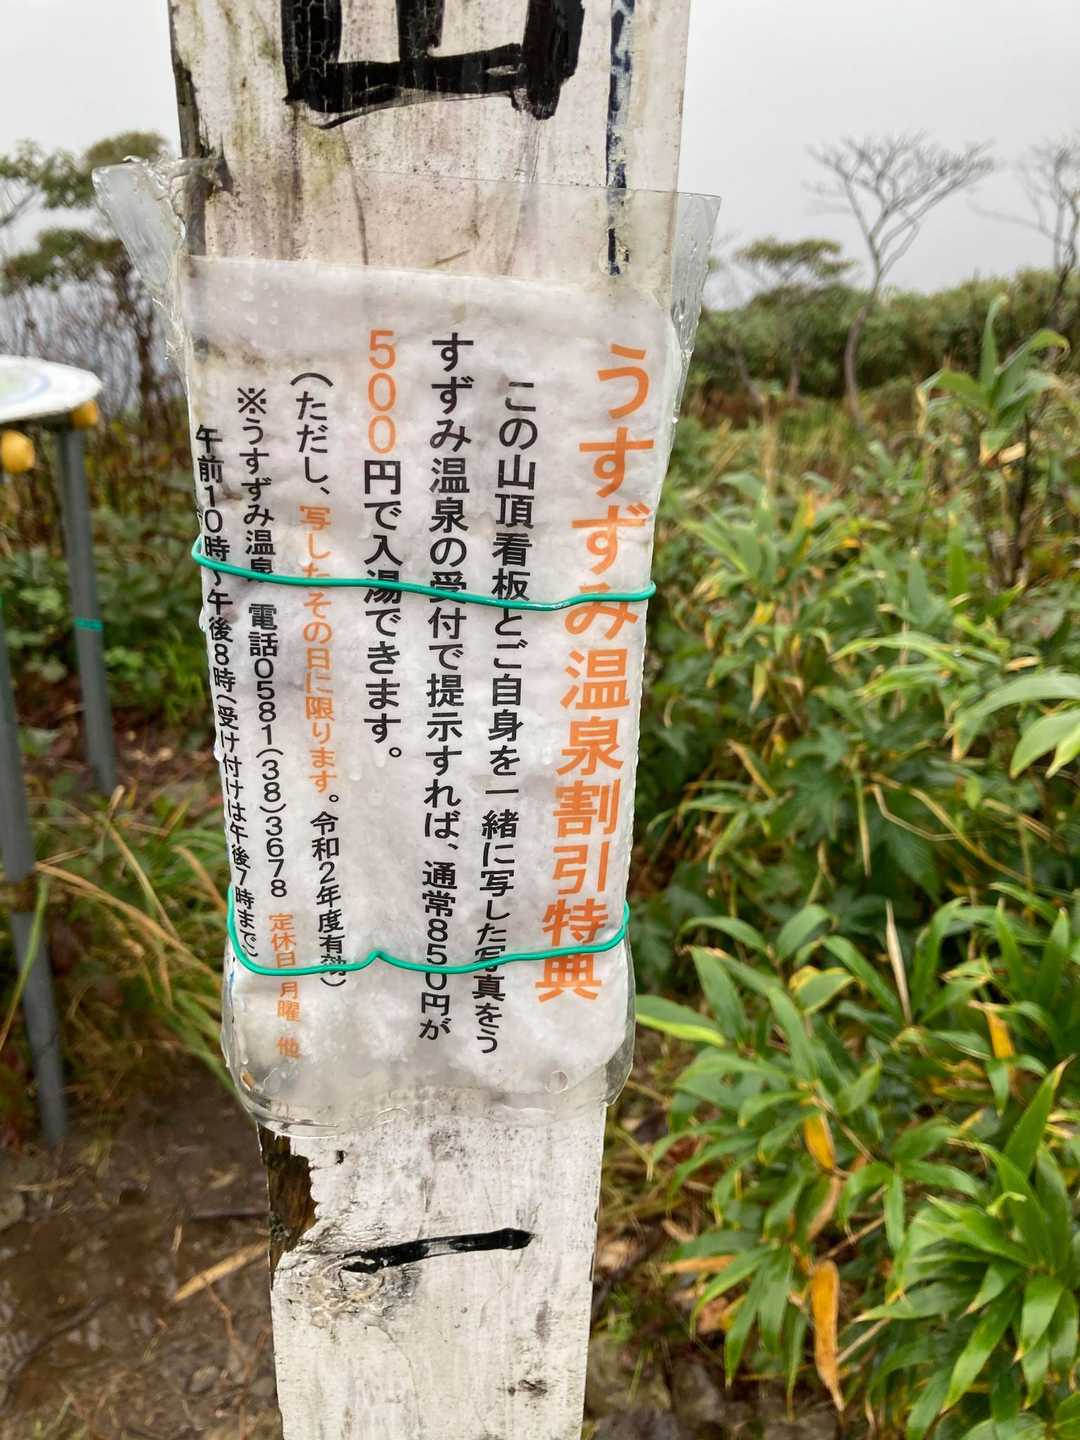 山
うすずみ温泉割引特典
この山頂看板とご自身を一緒に写した写真をう
すずみ温泉の受付で提示すれば、通常850円が
500円で入湯できます。
(ただし、写したその日に限ります。令和2年度有効)
※うすずみ温泉 電話0581(38)3678 定休日 月曜 他
午前10時~午後8時(受け付けは午後7時まで)
一